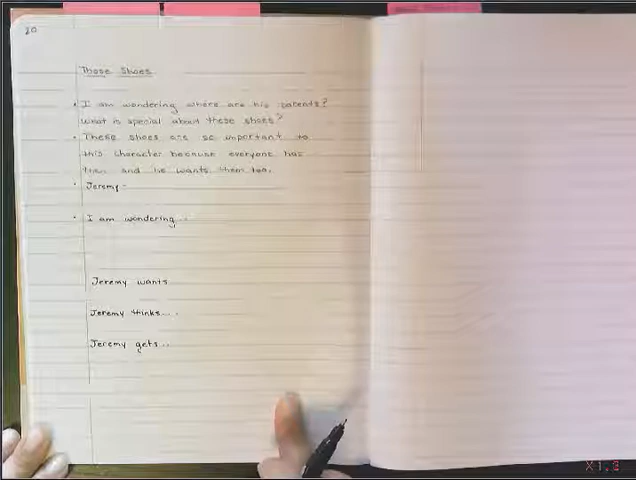 20
Those Shoes
• I am wondering where are his parents?
What is special about these shoes?
• These shoes are so important to
this character because everyone has
them and he wants them too.
• Jeremy -
• I am wondering...
Jeremy wants
Jeremy thinks...
Jeremy gets...
X1.8